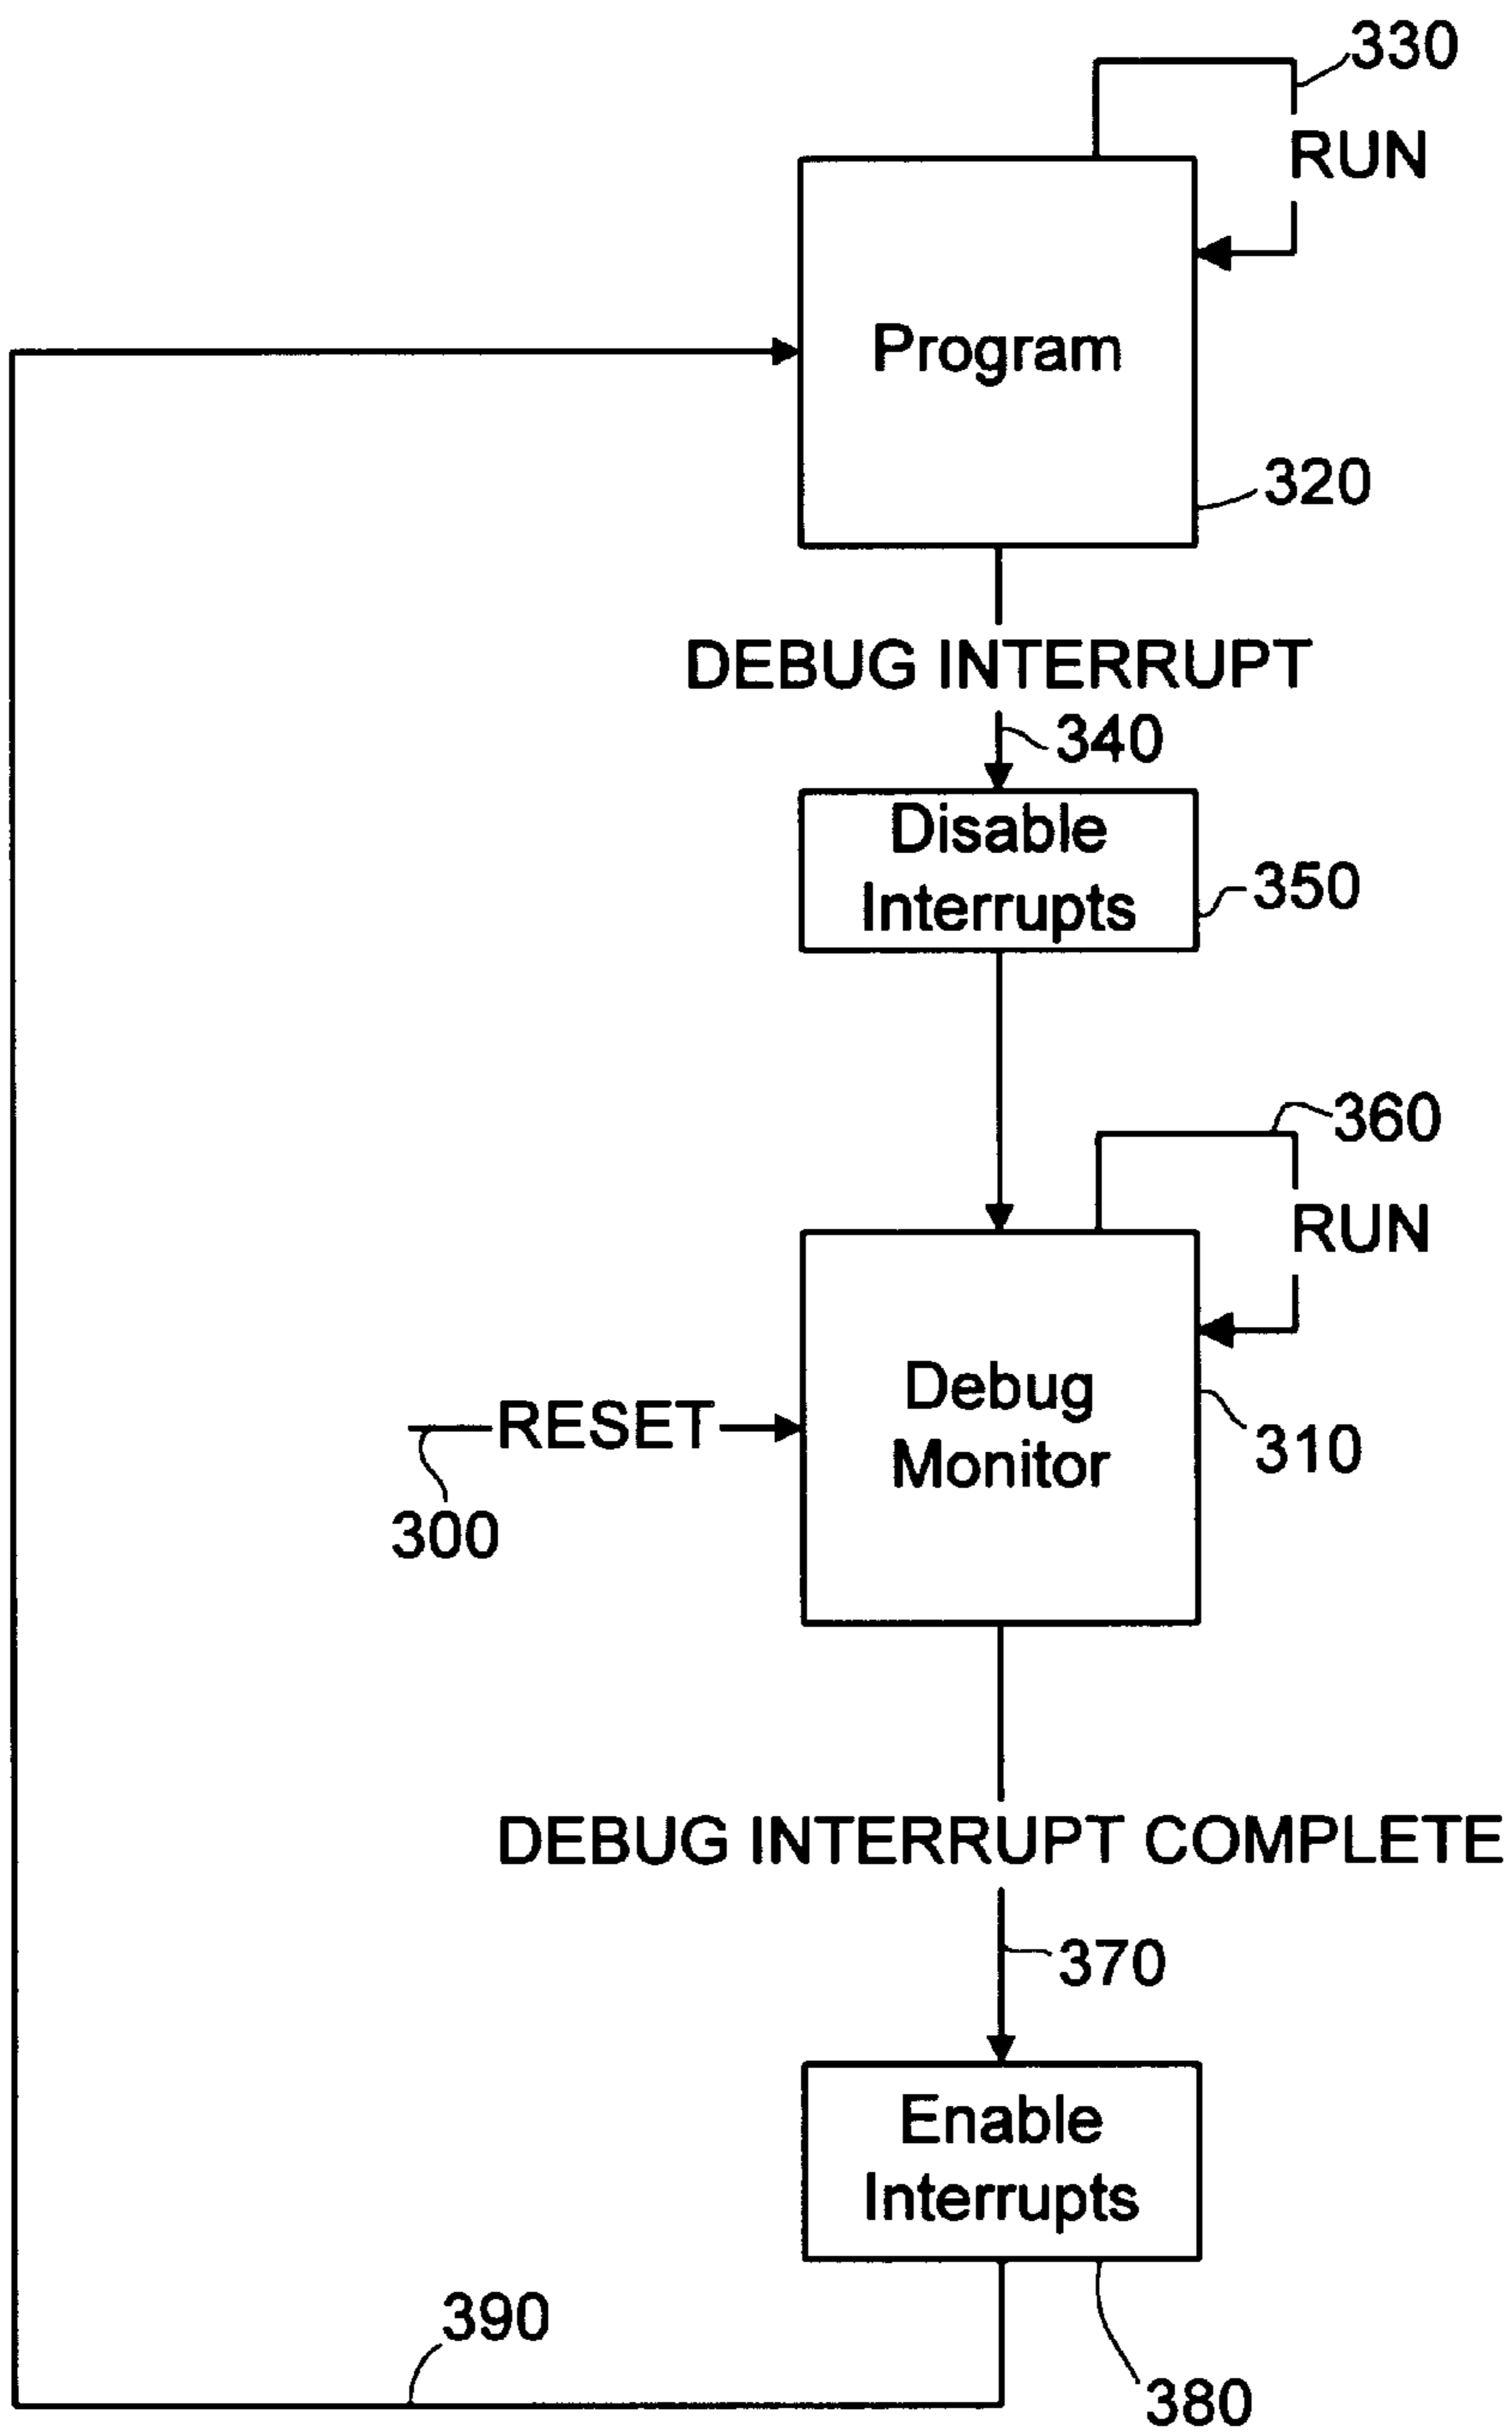 330
RUN
Program
320
DEBUG INTERRUPT
340
Disable
Interrupts
350
360
RUN
Debug
Monitor
310
RESET
300
DEBUG INTERRUPT COMPLETE
370
Enable
Interrupts
390
380